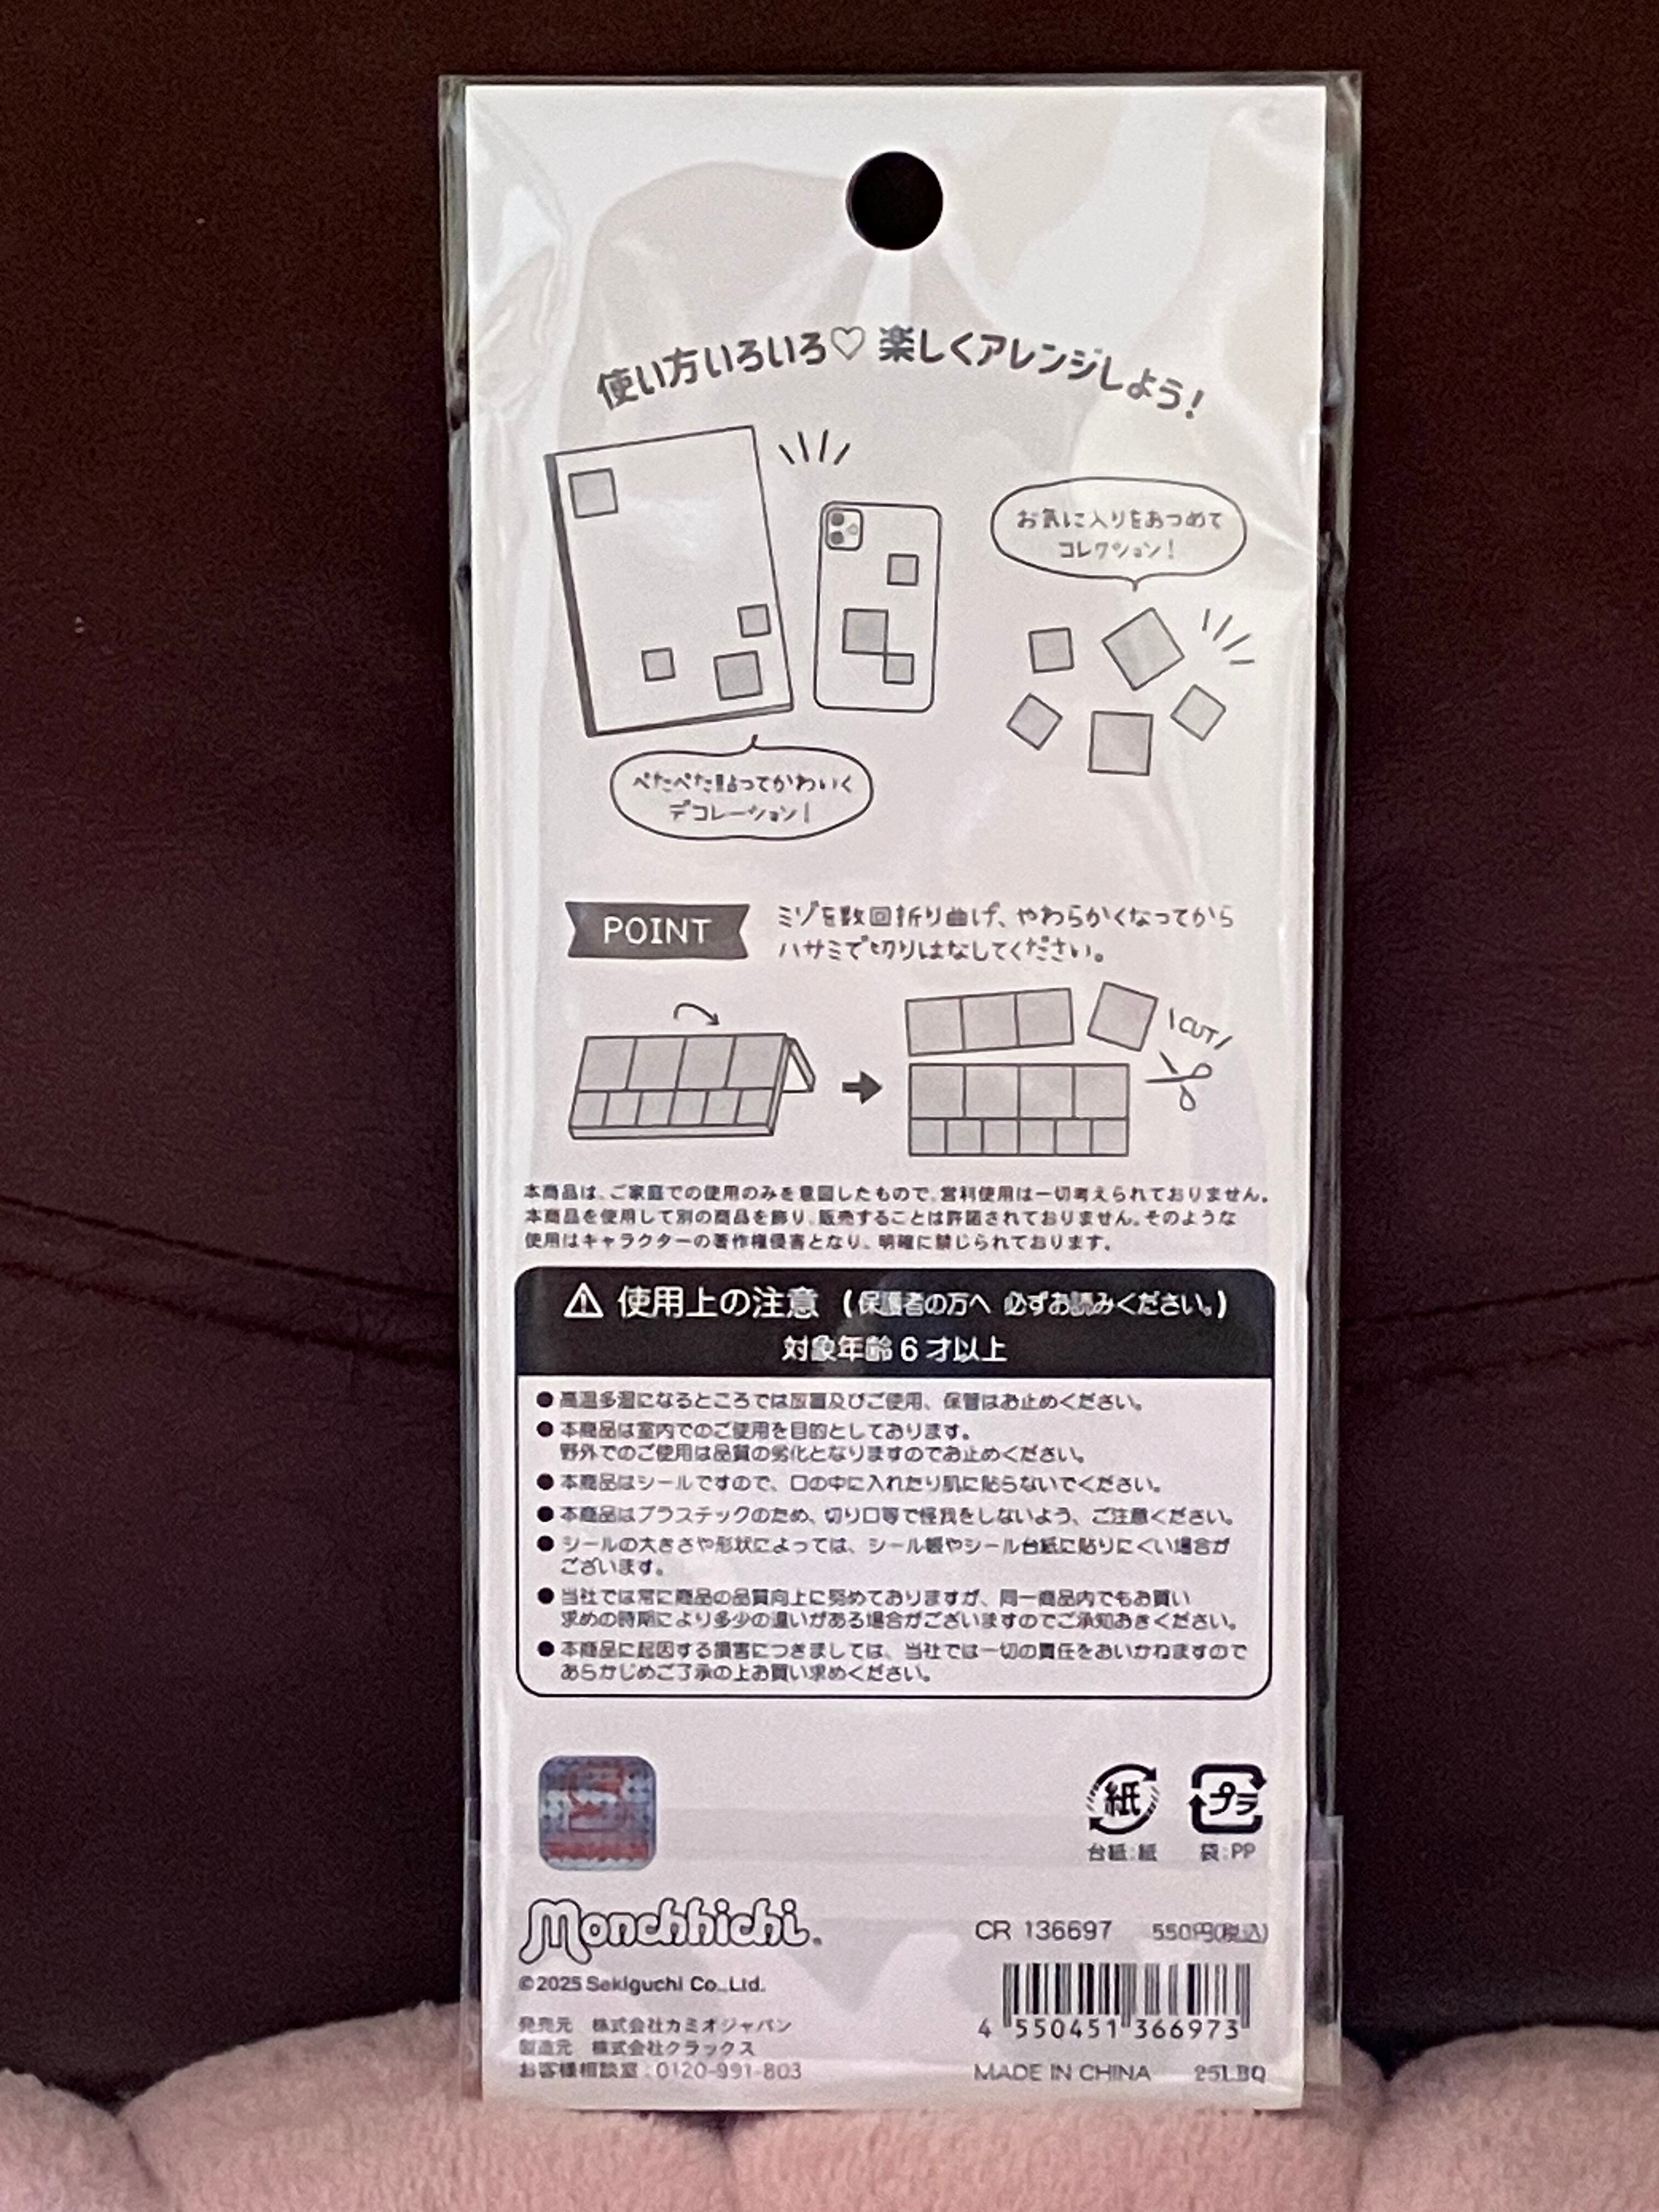 使い方いろいろ♡ 楽しくアレンジしよう！
お気に入りをあつめて
コレクション！
ぺたぺた貼ってかわいく
デコレーション！
POINT
ミゾを数回折り曲げ、やわらかくなってから
ハサミで切りはなしてください。
\CUT/
本商品は、ご家庭での使用のみを意図したもので、営利使用は一切考えられておりません。
本商品を使用して別の商品を飾り、販売することは許諾されておりません。そのような
使用はキャラクターの著作権侵害となり、明確に禁じられております。
⚠ 使用上の注意 (保護者の方へ 必ずお読みください。)
対象年齢 6 才以上
●高温多湿になるところでは放置及びご使用、保管はお止めください。
●本商品は室内でのご使用を目的としております。
野外でのご使用は品質の劣化となりますのでお止めください。
●本商品はシールですので、口の中に入れたり肌に貼らないでください。
●本商品はプラスチックのため、切り口等で怪我をしないよう、ご注意ください。
●シールの大きさや形状によっては、シール帳やシール台紙に貼りにくい場合が
ございます。
●当社では常に商品の品質向上に努めておりますが、同一商品内でもお買い
求めの時期により多少の違いがある場合がございますのでご承知おきください。
●本商品に起因する損害につきましては、当社では一切の責任をおいかねますので
あらかじめご了承の上お買い求めください。
紙
プラ
台紙:紙
袋:PP
Monchhichi®
CR 136697 550円(税込)
©2025 Sekiguchi Co.,Ltd.
発売元 株式会社カミオジャパン
製造元 株式会社クラックス
お客様相談室:0120-991-803
4 550451 366973
MADE IN CHINA 25LBQ